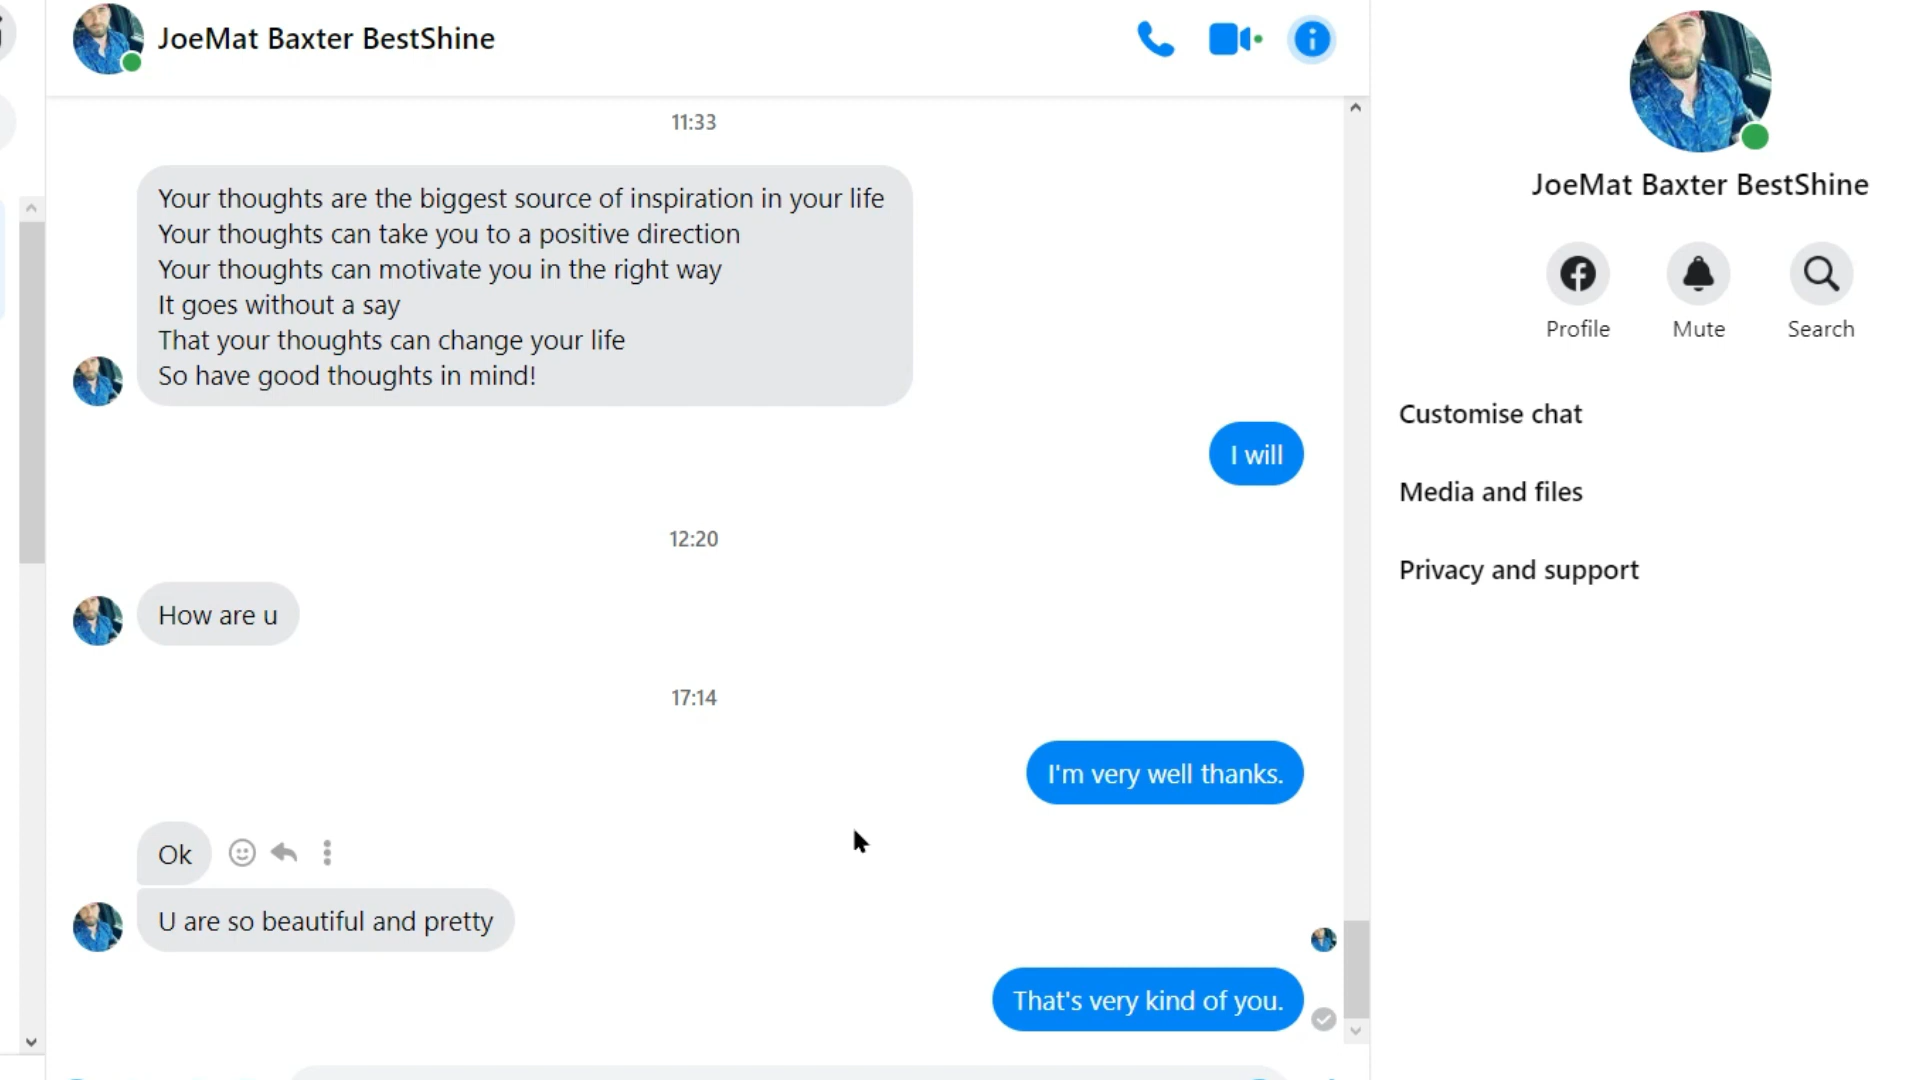 JoeMat Baxter BestShine
11:33
Your thoughts are the biggest source of inspiration in your life
Your thoughts can take you to a positive direction
Your thoughts can motivate you in the right way
It goes without a say
That your thoughts can change your life
So have good thoughts in mind!
I will
12:20
How are u
17:14
I'm very well thanks.
Ok
U are so beautiful and pretty
That's very kind of you.
JoeMat Baxter BestShine
Profile
Mute
Search
Customise chat
Media and files
Privacy and support